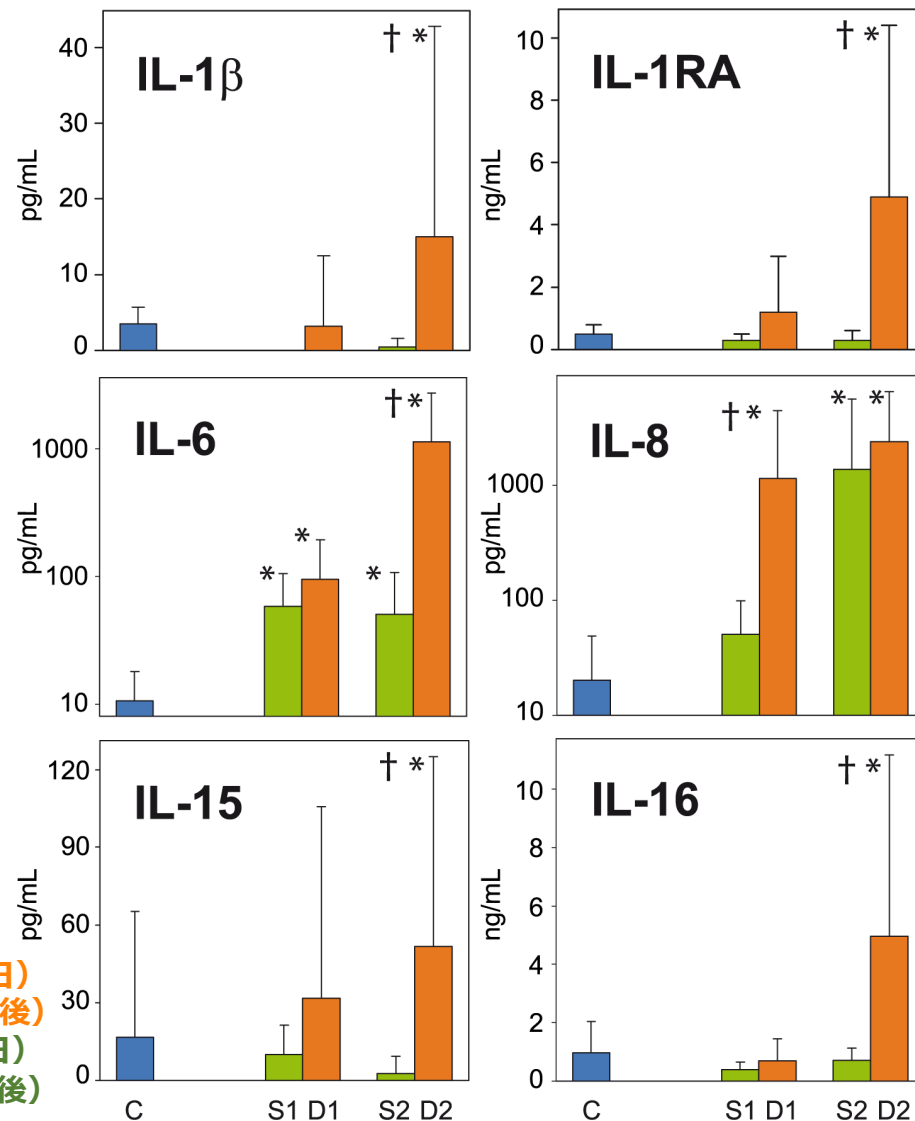 IL-1β
† *
pg/mL
40
30
20
10
0
IL-1RA
† *
ng/mL
10
8
6
4
2
0
IL-6
* * * † *
pg/mL
1000
100
10
IL-8
† * * *
pg/mL
1000
100
10
IL-15
† *
pg/mL
120
90
60
30
0
C S1 D1 S2 D2
IL-16
† *
ng/mL
10
8
6
4
2
0
C S1 D1 S2 D2
日)
後)
日)
後)